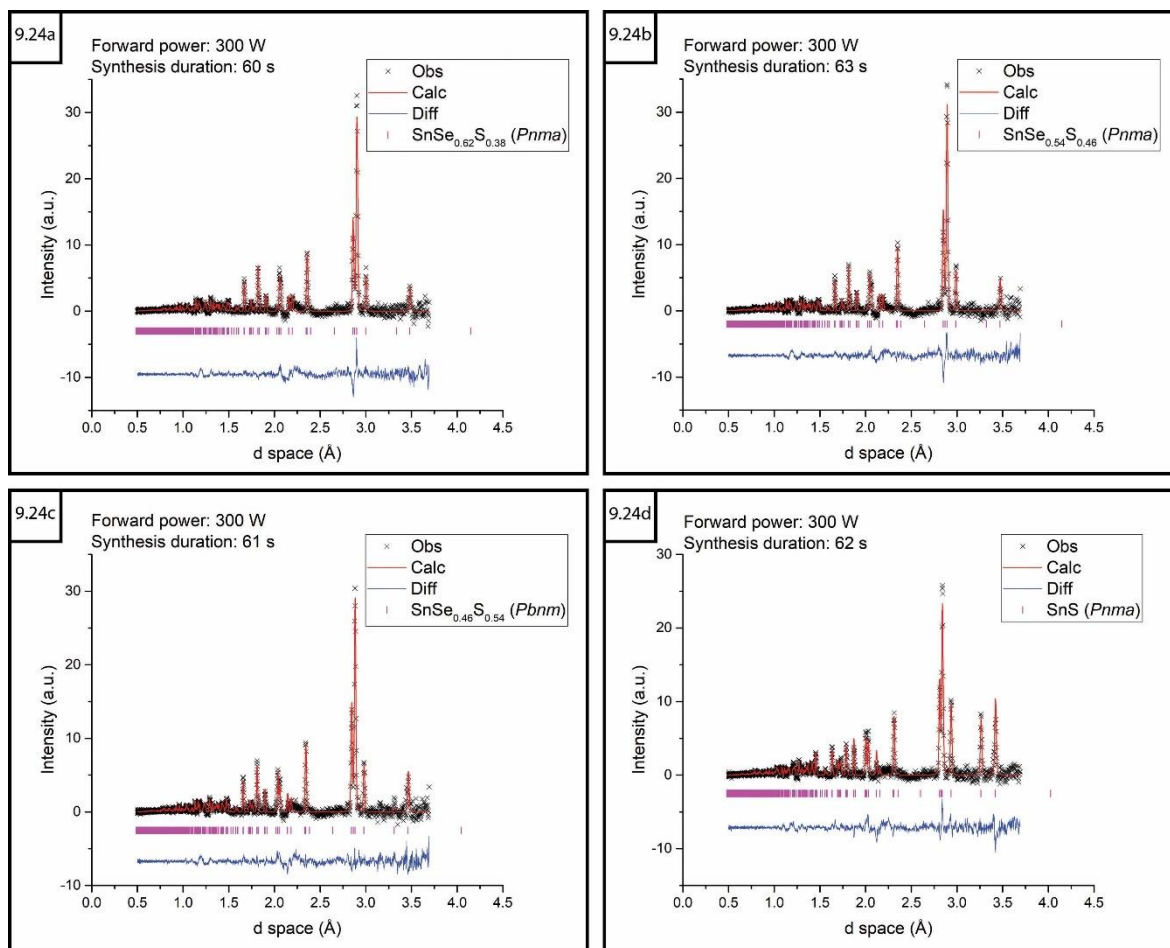 9.24a
Forward power: 300 W
Synthesis duration: 60 s
Obs
Calc
Diff
SnSe0.62S0.38 (Pnma)
Intensity (a.u.)
30
20
10
0
-10
0.0 0.5 1.0 1.5 2.0 2.5 3.0 3.5 4.0 4.5
d space (Å)
9.24b
Forward power: 300 W
Synthesis duration: 63 s
Obs
Calc
Diff
SnSe0.54S0.46 (Pnma)
Intensity (a.u.)
30
20
10
0
-10
0.0 0.5 1.0 1.5 2.0 2.5 3.0 3.5 4.0 4.5
d space (Å)
9.24c
Forward power: 300 W
Synthesis duration: 61 s
Obs
Calc
Diff
SnSe0.46S0.54 (Pbnm)
Intensity (a.u.)
30
20
10
0
-10
0.0 0.5 1.0 1.5 2.0 2.5 3.0 3.5 4.0 4.5
d space (Å)
9.24d
Forward power: 300 W
Synthesis duration: 62 s
Obs
Calc
Diff
SnS (Pnma)
Intensity (a.u.)
30
20
10
0
-10
0.0 0.5 1.0 1.5 2.0 2.5 3.0 3.5 4.0 4.5
d space (Å)